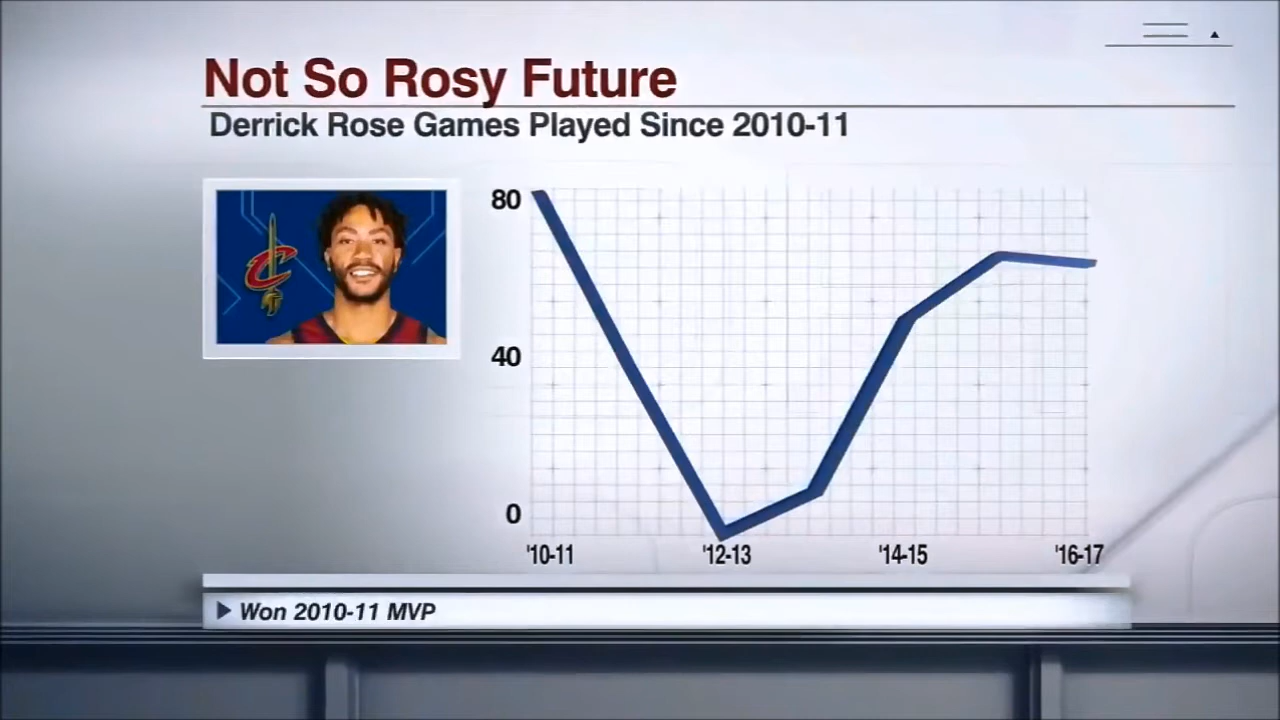 Not So Rosy Future
Derrick Rose Games Played Since 2010-11
80
40
0
'10-11
'12-13
'14-15
'16-17
Won 2010-11 MVP